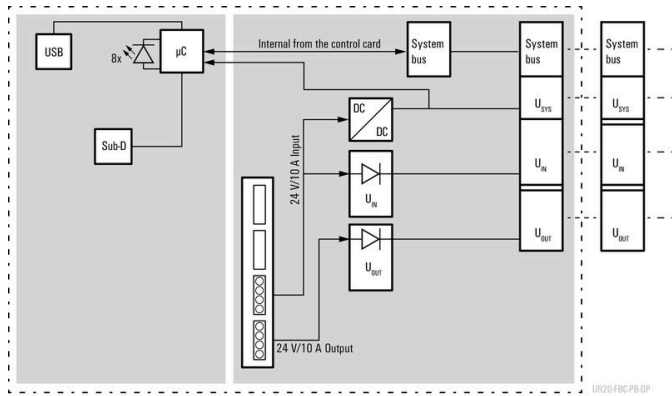 USB
8x
µC
Internal from the control card
System
bus
System
bus
System
bus
Sub-D
DC
DC
U_SYS
U_SYS
24 V/10 A Input
U_IN
U_IN
U_IN
U_OUT
U_OUT
U_OUT
24 V/10 A Output
UR20-FBC-PB-DP